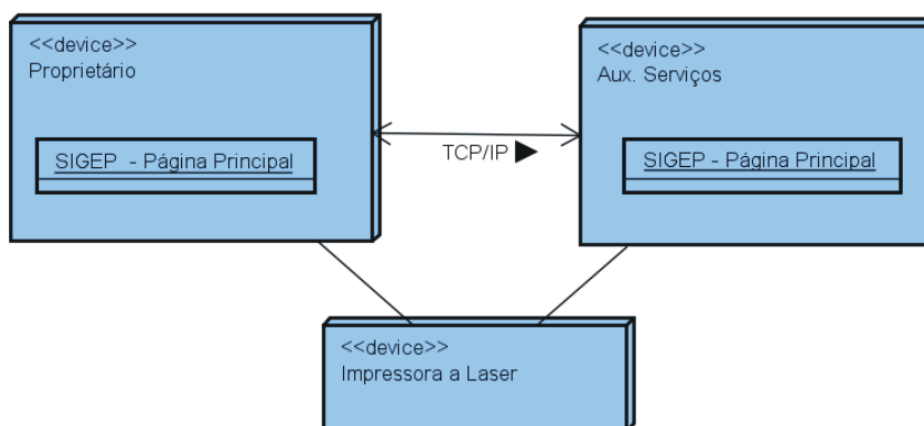 <<device>>
Proprietário
SIGEP - Página Principal
<<device>>
Aux. Serviços
SIGEP - Página Principal
TCP/IP ▶
<<device>>
Impressora a Laser